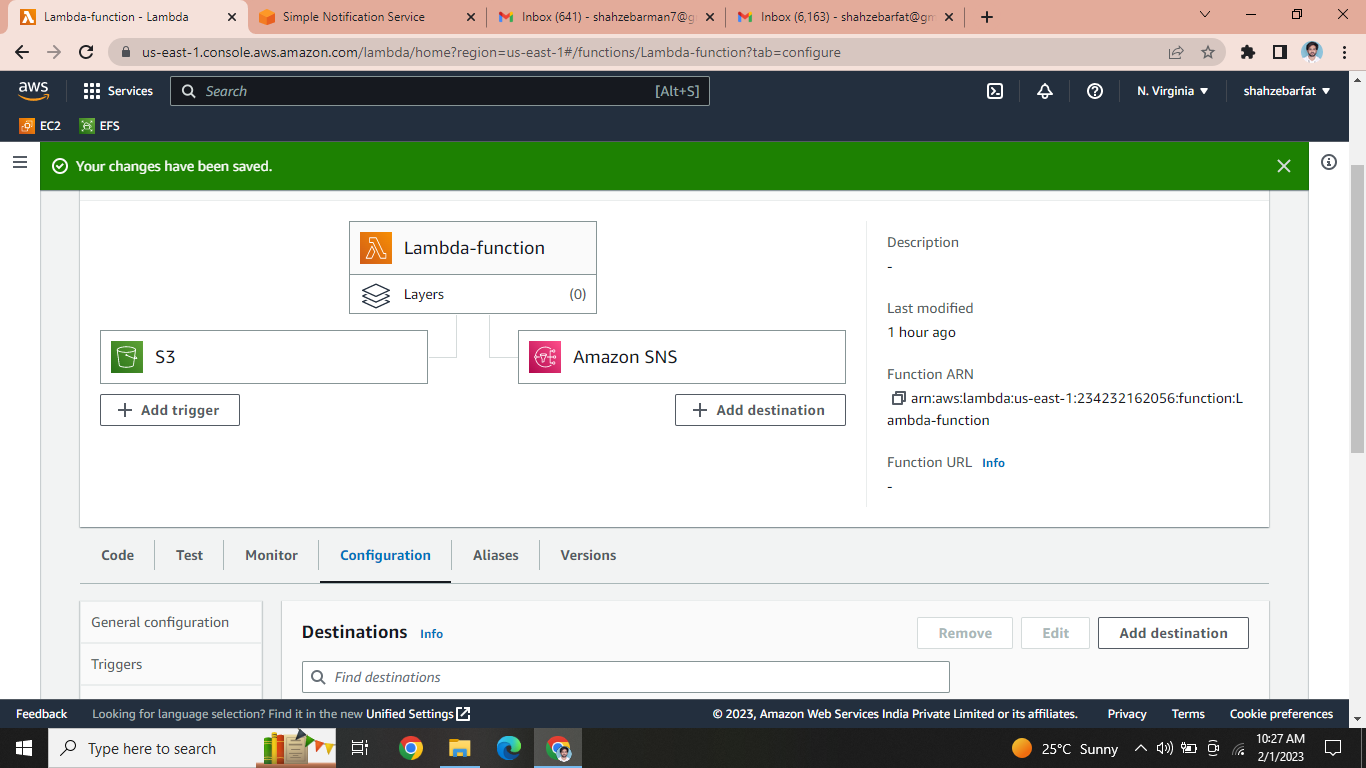 Lambda-function - Lambda
Simple Notification Service
Inbox (641) - shahzebarman7@g
Inbox (6,163) - shahzebarfat@gm
us-east-1.console.aws.amazon.com/lambda/home?region=us-east-1#/functions/Lambda-function?tab=configure
aws
Services
Search
[Alt+S]
N. Virginia
shahzebarfat
EC2
EFS
Your changes have been saved.
Lambda-function
Layers
(0)
S3
Amazon SNS
Add trigger
Add destination
Description
-
Last modified
1 hour ago
Function ARN
arn:aws:lambda:us-east-1:234232162056:function:L
ambda-function
Function URL Info
-
Code
Test
Monitor
Configuration
Aliases
Versions
General configuration
Triggers
Destinations Info
Remove
Edit
Add destination
Find destinations
Feedback
Looking for language selection? Find it in the new Unified Settings
© 2023, Amazon Web Services India Private Limited or its affiliates.
Privacy
Terms
Cookie preferences
Type here to search
25°C Sunny
10:27 AM
2/1/2023